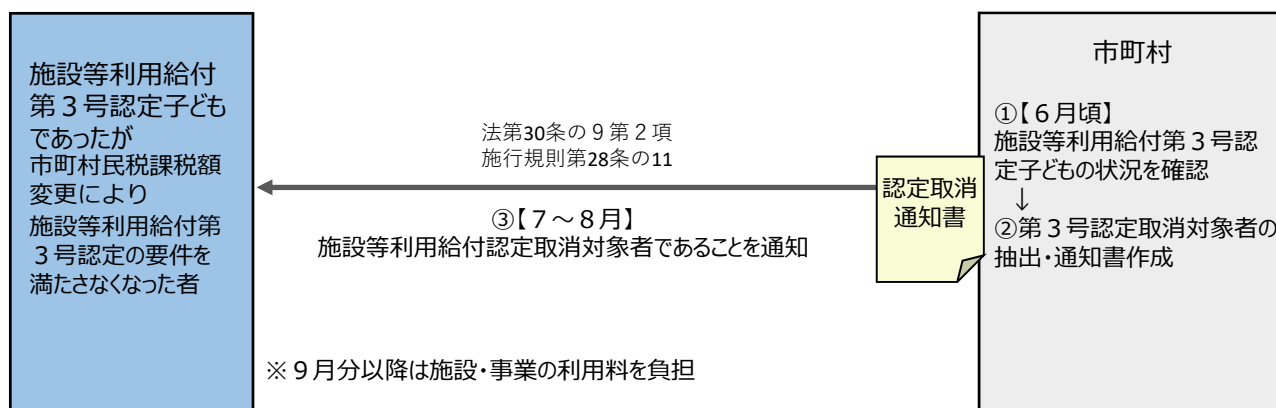 施設等利用給付
第３号認定子ども
であったが
市町村民税課税額
変更により
施設等利用給付第
３号認定の要件を
満たさなくなった者
法第30条の９第２項
施行規則第28条の11
③【７～８月】
施設等利用給付認定取消対象者であることを通知
※９月分以降は施設・事業の利用料を負担
認定取消
通知書
市町村
①【６月頃】
施設等利用給付第３号認
定子どもの状況を確認
↓
②第３号認定取消対象者の
抽出・通知書作成